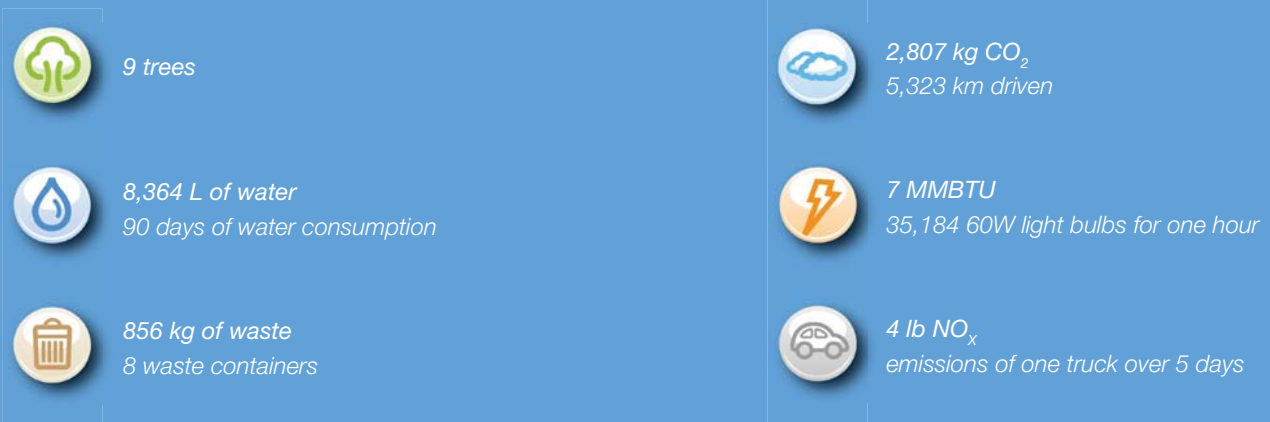 9 trees
8,364 L of water
90 days of water consumption
856 kg of waste
8 waste containers
2,807 kg CO₂
5,323 km driven
7 MMBTU
35,184 60W light bulbs for one hour
4 lb NOₓ
emissions of one truck over 5 days